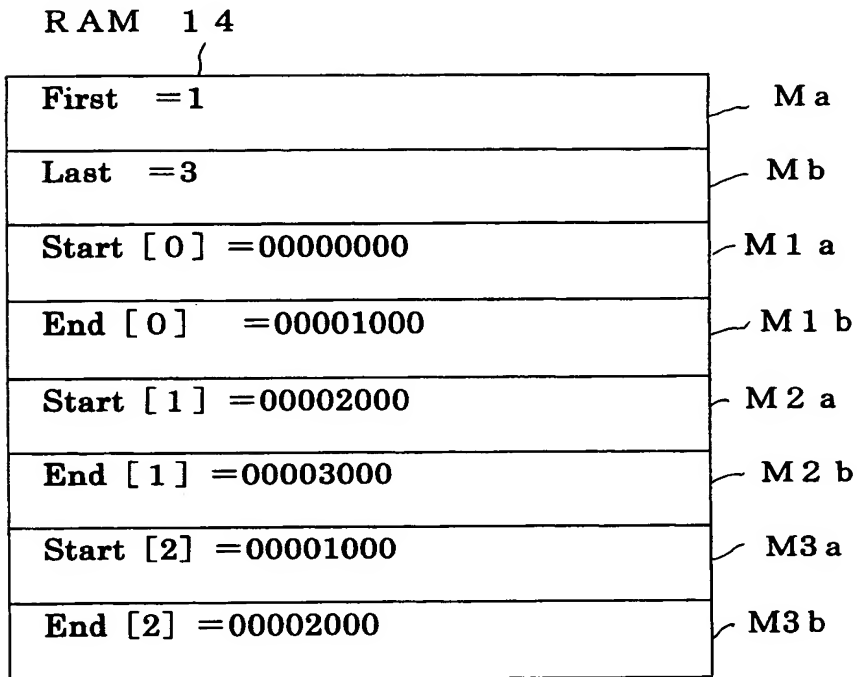 RAM 14
First =1 Ma
Last =3 Mb
Start [0] =00000000 M1a
End [0] =00001000 M1b
Start [1] =00002000 M2a
End [1] =00003000 M2b
Start [2] =00001000 M3a
End [2] =00002000 M3b